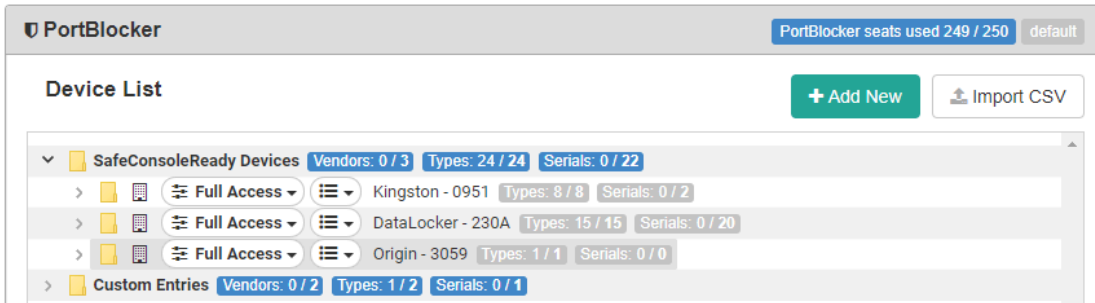 PortBlocker PortBlocker seats used 249 / 250 default
Device List + Add New Import CSV
SafeConsoleReady Devices Vendors: 0 / 3 Types: 24 / 24 Serials: 0 / 22
Full Access Kingston - 0951 Types: 8 / 8 Serials: 0 / 2
Full Access DataLocker - 230A Types: 15 / 15 Serials: 0 / 20
Full Access Origin - 3059 Types: 1 / 1 Serials: 0 / 0
Custom Entries Vendors: 0 / 2 Types: 1 / 2 Serials: 0 / 1